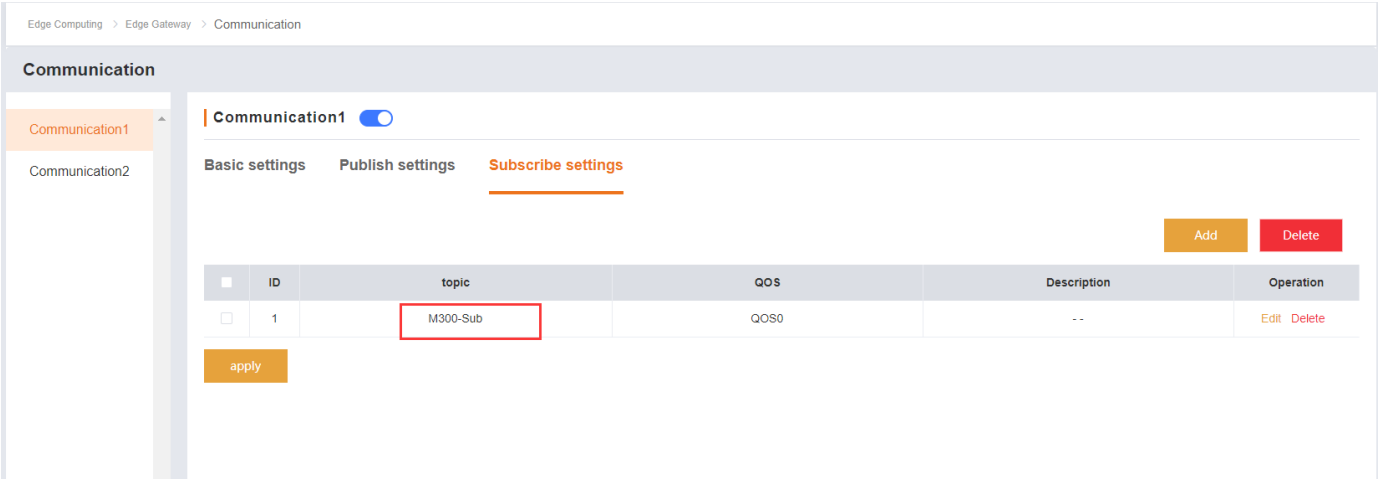 Edge Computing > Edge Gateway > Communication
Communication
Communication1
Communication2
Communication1
Basic settings Publish settings Subscribe settings
Add Delete
ID topic QOS Description Operation
1 M300-Sub QOS0 - - Edit Delete
apply